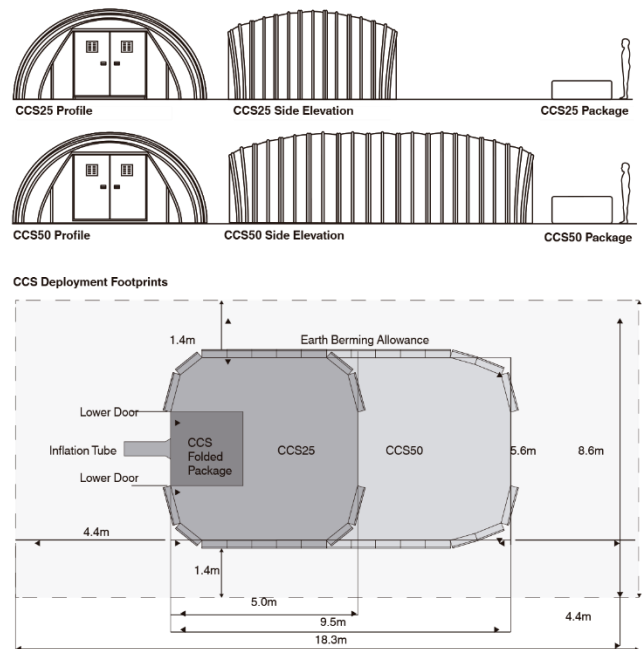 CCS25 Profile
CCS25 Side Elevation
CCS25 Package
CCS50 Profile
CCS50 Side Elevation
CCS50 Package
CCS Deployment Footprints
1.4m
Earth Berming Allowance
Lower Door
Inflation Tube
CCS
Folded
Package
CCS25
CCS50
5.6m
8.6m
Lower Door
4.4m
1.4m
5.0m
4.4m
9.5m
18.3m